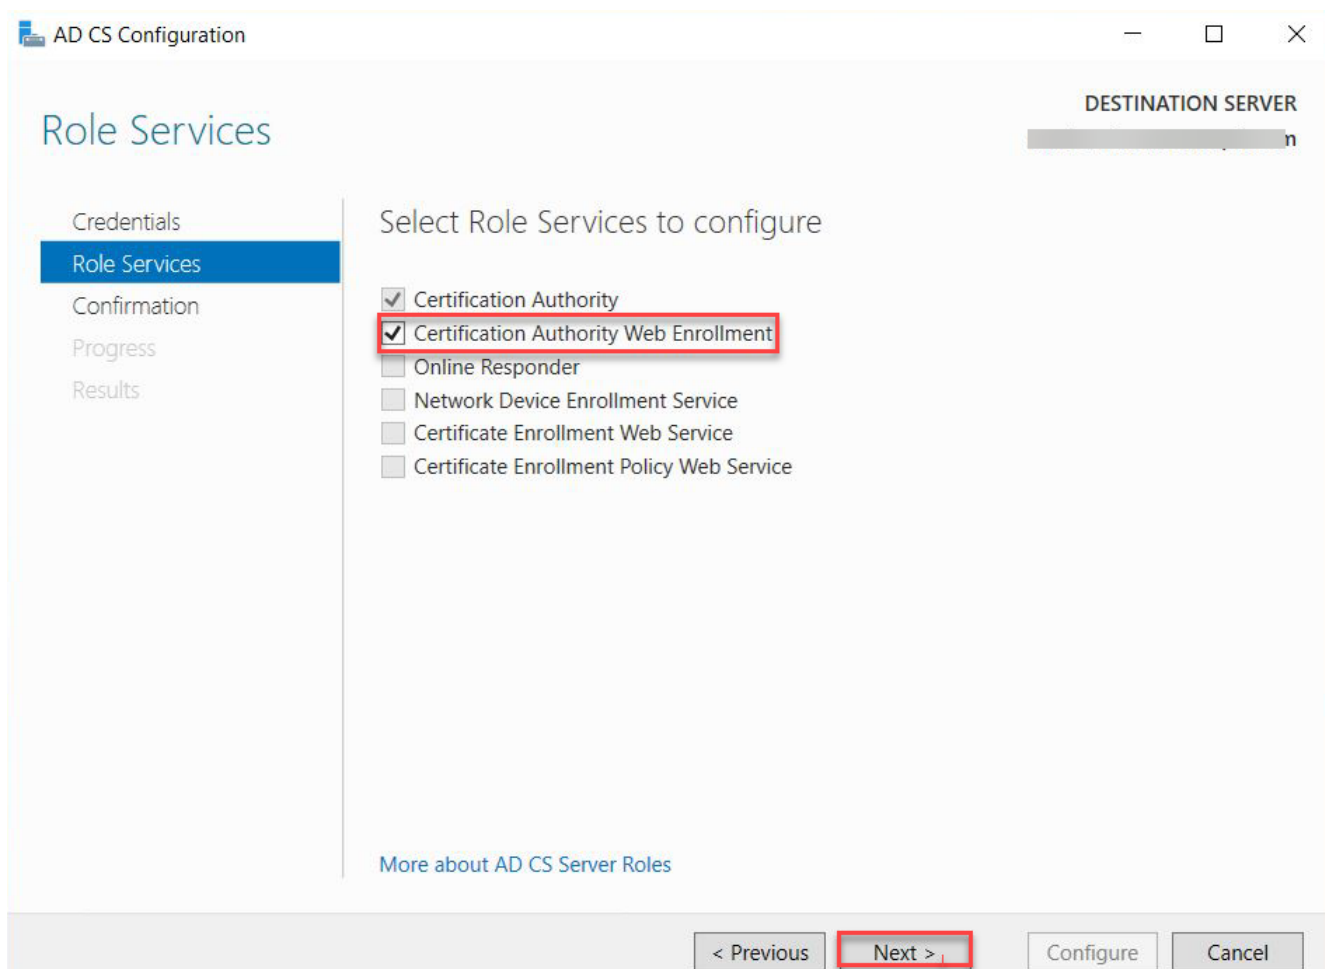 AD CS Configuration
Role Services
DESTINATION SERVER
m
Credentials
Role Services
Confirmation
Progress
Results
Select Role Services to configure
Certification Authority
Certification Authority Web Enrollment
Online Responder
Network Device Enrollment Service
Certificate Enrollment Web Service
Certificate Enrollment Policy Web Service
More about AD CS Server Roles
< Previous
Next >
Configure
Cancel